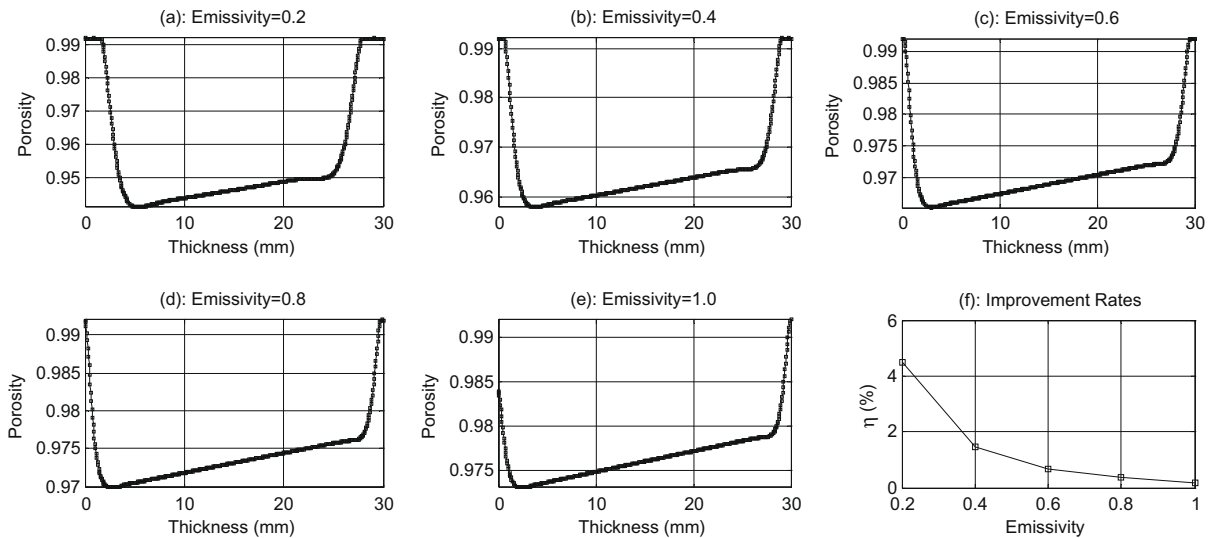 (a): Emissivity=0.2
0.99
0.98
0.97
0.96
0.95
Porosity
0
10
20
30
Thickness (mm)
(b): Emissivity=0.4
0.99
0.98
0.97
0.96
Porosity
0
10
20
30
Thickness (mm)
(c): Emissivity=0.6
0.99
0.985
0.98
0.975
0.97
Porosity
0
10
20
30
Thickness (mm)
(d): Emissivity=0.8
0.99
0.985
0.98
0.975
0.97
Porosity
0
10
20
30
Thickness (mm)
(e): Emissivity=1.0
0.99
0.985
0.98
0.975
Porosity
0
10
20
30
Thickness (mm)
(f): Improvement Rates
6
4
2
0
η (%)
0.2
0.4
0.6
0.8
1
Emissivity